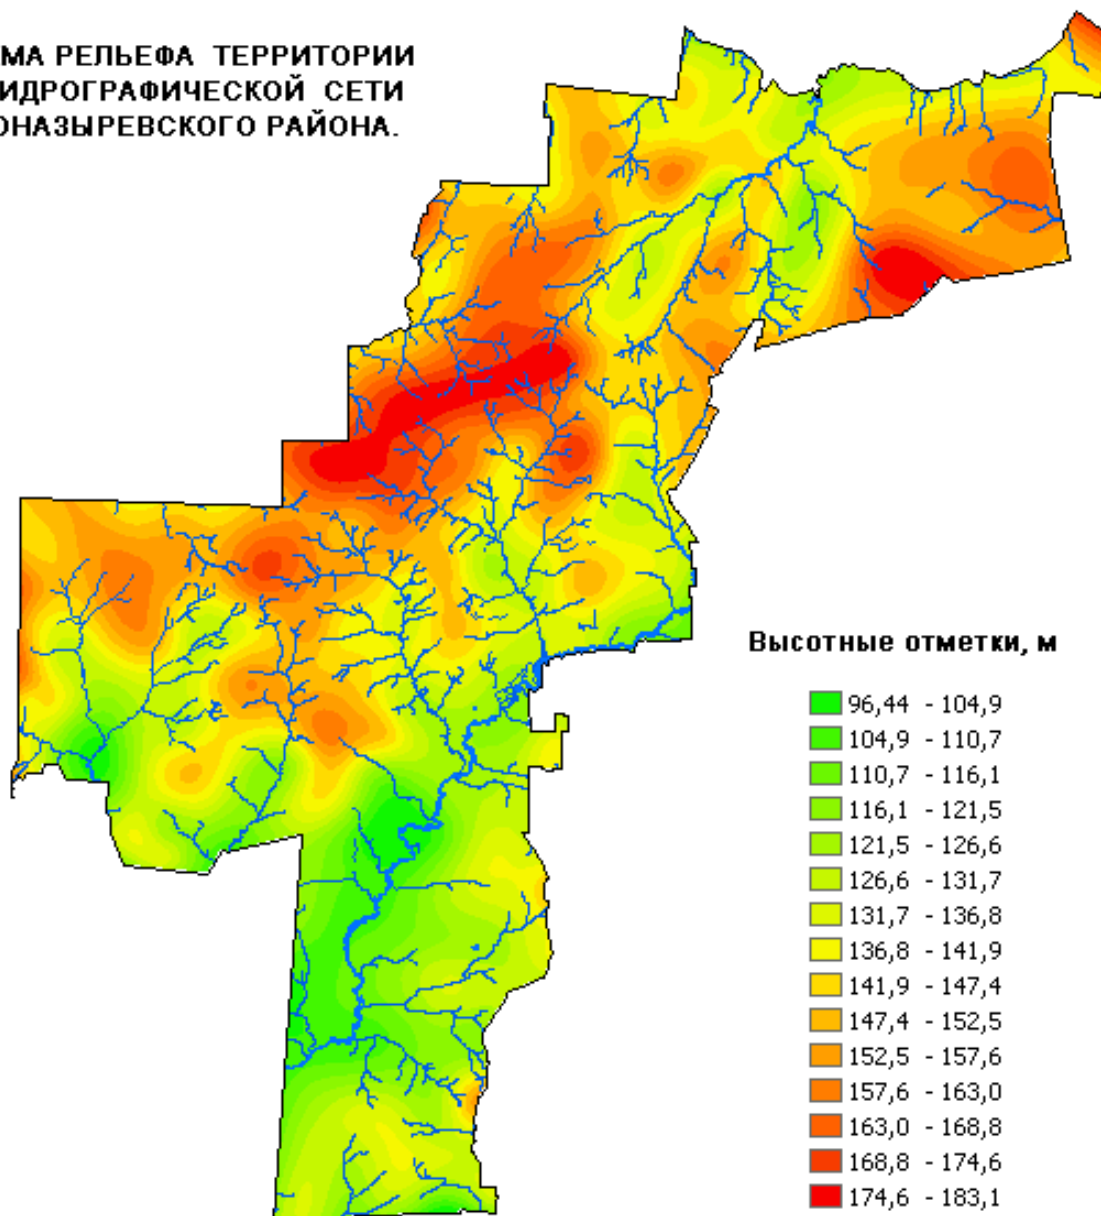 МА РЕЛЬЕФА ТЕРРИТОРИИ
ИДРОГРАФИЧЕСКОЙ СЕТИ
ОНАЗЫРЕВСКОГО РАЙОНА.
Высотные отметки, м
96,44 - 104,9
104,9 - 110,7
110,7 - 116,1
116,1 - 121,5
121,5 - 126,6
126,6 - 131,7
131,7 - 136,8
136,8 - 141,9
141,9 - 147,4
147,4 - 152,5
152,5 - 157,6
157,6 - 163,0
163,0 - 168,8
168,8 - 174,6
174,6 - 183,1